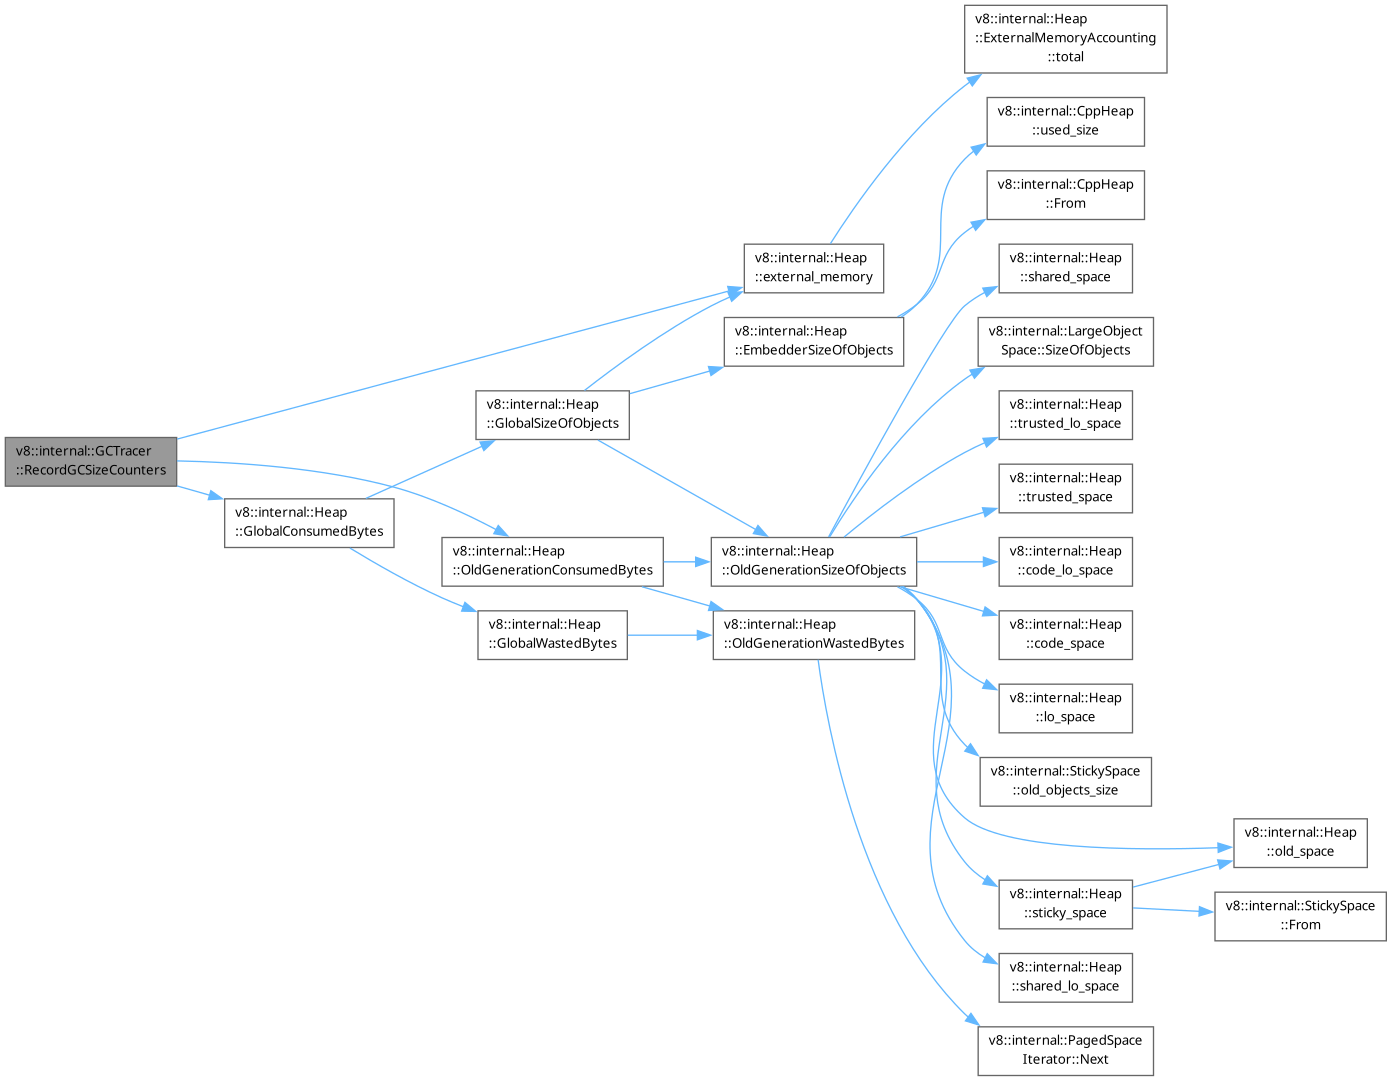 v8::internal::GCTracer
::RecordGCSizeCounters
v8::internal::Heap
::GlobalConsumedBytes
v8::internal::Heap
::GlobalSizeOfObjects
v8::internal::Heap
::OldGenerationConsumedBytes
v8::internal::Heap
::GlobalWastedBytes
v8::internal::Heap
::external_memory
v8::internal::Heap
::EmbedderSizeOfObjects
v8::internal::Heap
::OldGenerationSizeOfObjects
v8::internal::Heap
::OldGenerationWastedBytes
v8::internal::Heap
::ExternalMemoryAccounting
::total
v8::internal::CppHeap
::used_size
v8::internal::CppHeap
::From
v8::internal::Heap
::shared_space
v8::internal::LargeObject
Space::SizeOfObjects
v8::internal::Heap
::trusted_lo_space
v8::internal::Heap
::trusted_space
v8::internal::Heap
::code_lo_space
v8::internal::Heap
::code_space
v8::internal::Heap
::lo_space
v8::internal::StickySpace
::old_objects_size
v8::internal::Heap
::sticky_space
v8::internal::Heap
::shared_lo_space
v8::internal::PagedSpace
Iterator::Next
v8::internal::Heap
::old_space
v8::internal::StickySpace
::From